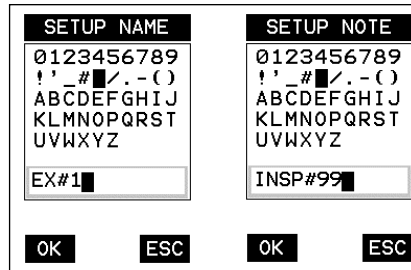 SETUP NAME
0123456789
!'_#█/.-()
ABCDEFGHIJ
KLMNOPQRST
UVWXYZ
EX#1
OK ESC
SETUP NOTE
0123456789
!'_#█/.-()
ABCDEFGHIJ
KLMNOPQRST
UVWXYZ
INSP#99
OK ESC